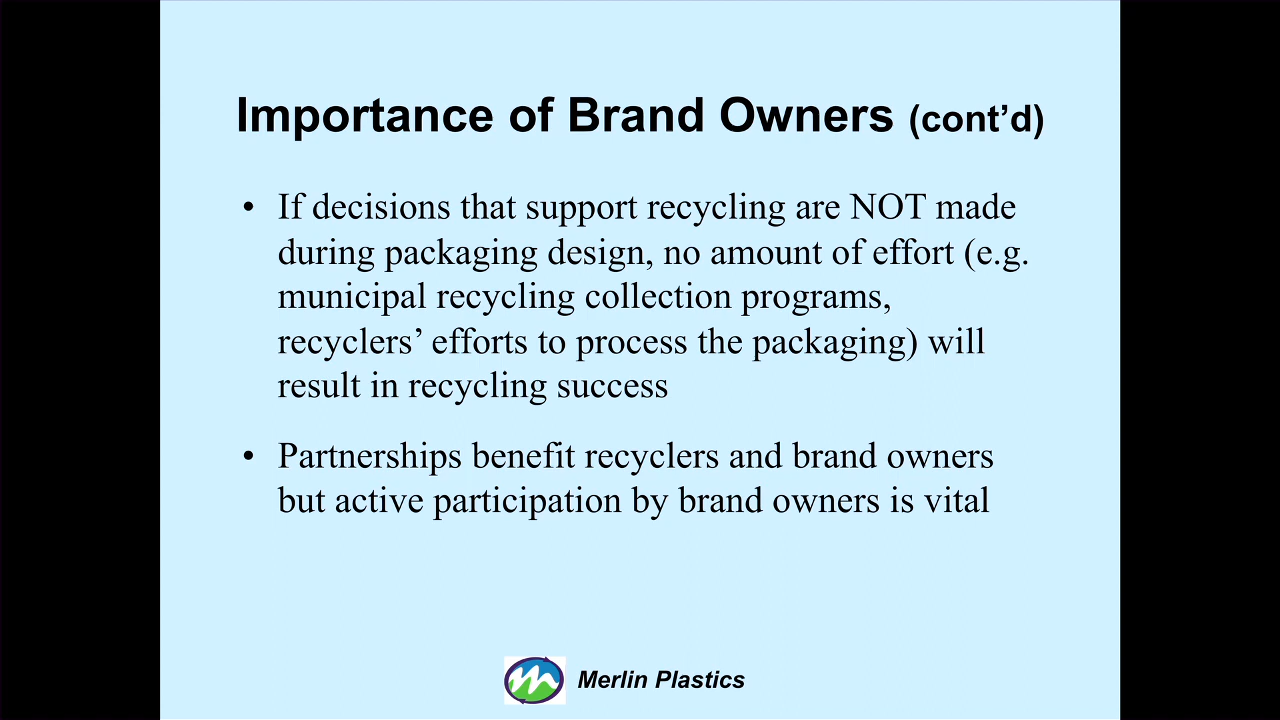 Importance of Brand Owners (cont’d)
• If decisions that support recycling are NOT made
during packaging design, no amount of effort (e.g.
municipal recycling collection programs,
recyclers’ efforts to process the packaging) will
result in recycling success
• Partnerships benefit recyclers and brand owners
but active participation by brand owners is vital
Merlin Plastics